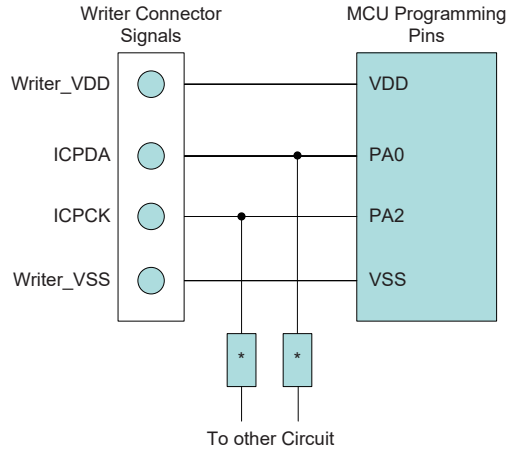 Writer Connector
Signals
MCU Programming
Pins
Writer_VDD
VDD
ICPDA
PA0
ICPCK
PA2
Writer_VSS
VSS
*
*
To other Circuit